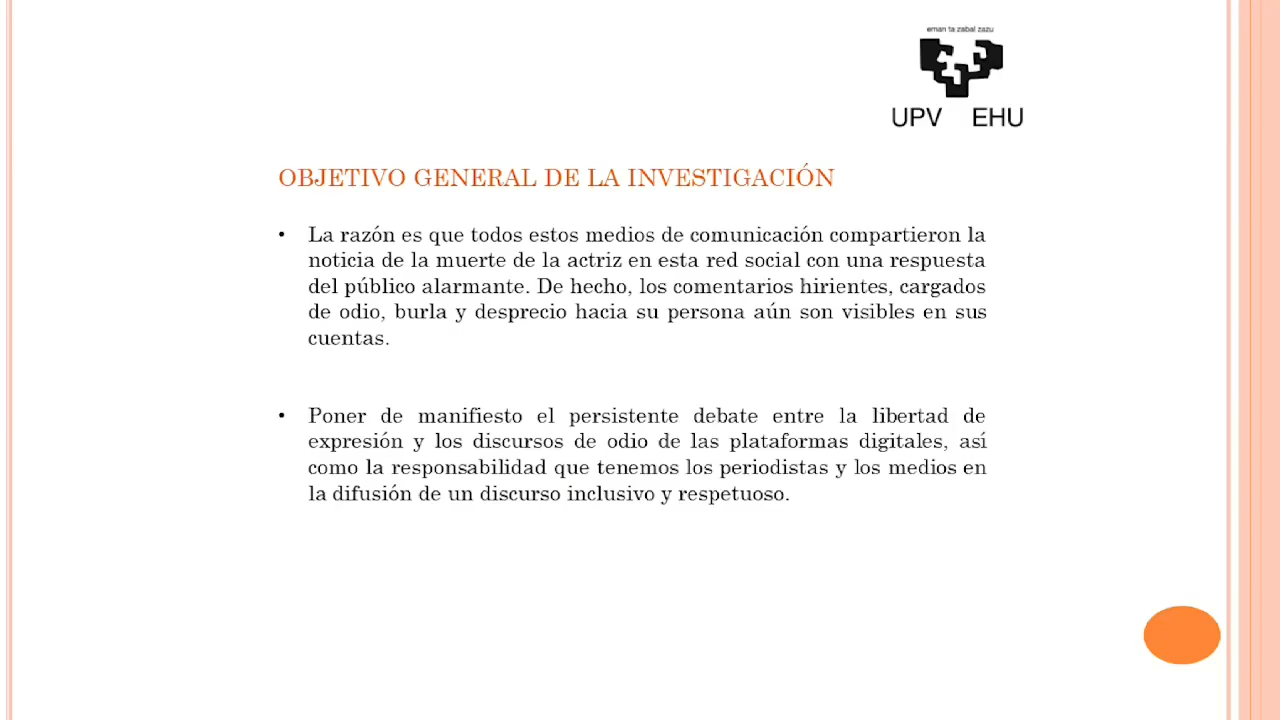 eman ta zabal zazu
UPV EHU
OBJETIVO GENERAL DE LA INVESTIGACIÓN
• La razón es que todos estos medios de comunicación compartieron la
noticia de la muerte de la actriz en esta red social con una respuesta
del público alarmante. De hecho, los comentarios hirientes, cargados
de odio, burla y desprecio hacia su persona aún son visibles en sus
cuentas.
• Poner de manifiesto el persistente debate entre la libertad de
expresión y los discursos de odio de las plataformas digitales, así
como la responsabilidad que tenemos los periodistas y los medios en
la difusión de un discurso inclusivo y respetuoso.